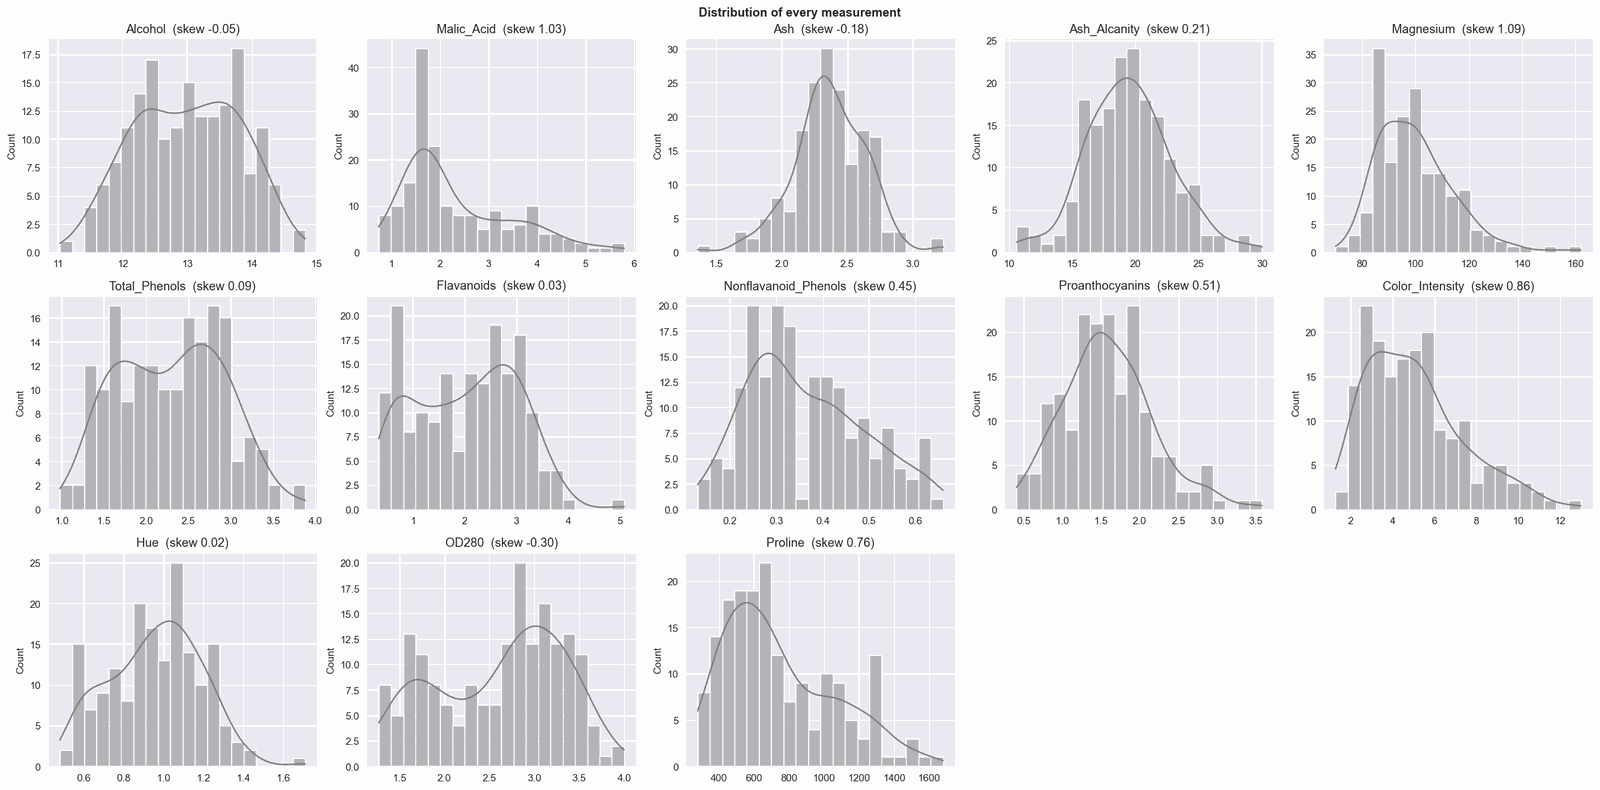 Distribution of every measurement
Alcohol (skew -0.05)
Malic_Acid (skew 1.03)
Ash (skew -0.18)
Ash_Alcanity (skew 0.21)
Magnesium (skew 1.09)
Count
17.5
15.0
12.5
10.0
7.5
5.0
2.5
0.0
11 12 13 14 15
Count
40
30
20
10
0
1 2 3 4 5 6
Count
30
25
20
15
10
5
0
1.5 2.0 2.5 3.0
Count
25
20
15
10
5
0
10 15 20 25 30
Count
35
30
25
20
15
10
5
0
80 100 120 140 160
Total_Phenols (skew 0.09)
Flavanoids (skew 0.03)
Nonflavanoid_Phenols (skew 0.45)
Proanthocyanins (skew 0.51)
Color_Intensity (skew 0.86)
Count
16
14
12
10
8
6
4
2
0
1.0 1.5 2.0 2.5 3.0 3.5 4.0
Count
20.0
17.5
15.0
12.5
10.0
7.5
5.0
2.5
0.0
1 2 3 4 5
Count
20.0
17.5
15.0
12.5
10.0
7.5
5.0
2.5
0.0
0.2 0.3 0.4 0.5 0.6
Count
20
15
10
5
0
0.5 1.0 1.5 2.0 2.5 3.0 3.5
Count
20
15
10
5
0
2 4 6 8 10 12
Hue (skew 0.02)
OD280 (skew -0.30)
Proline (skew 0.76)
Count
25
20
15
10
5
0
0.6 0.8 1.0 1.2 1.4 1.6
Count
20.0
17.5
15.0
12.5
10.0
7.5
5.0
2.5
0.0
1.5 2.0 2.5 3.0 3.5 4.0
Count
20
15
10
5
0
400 600 800 1000 1200 1400 1600